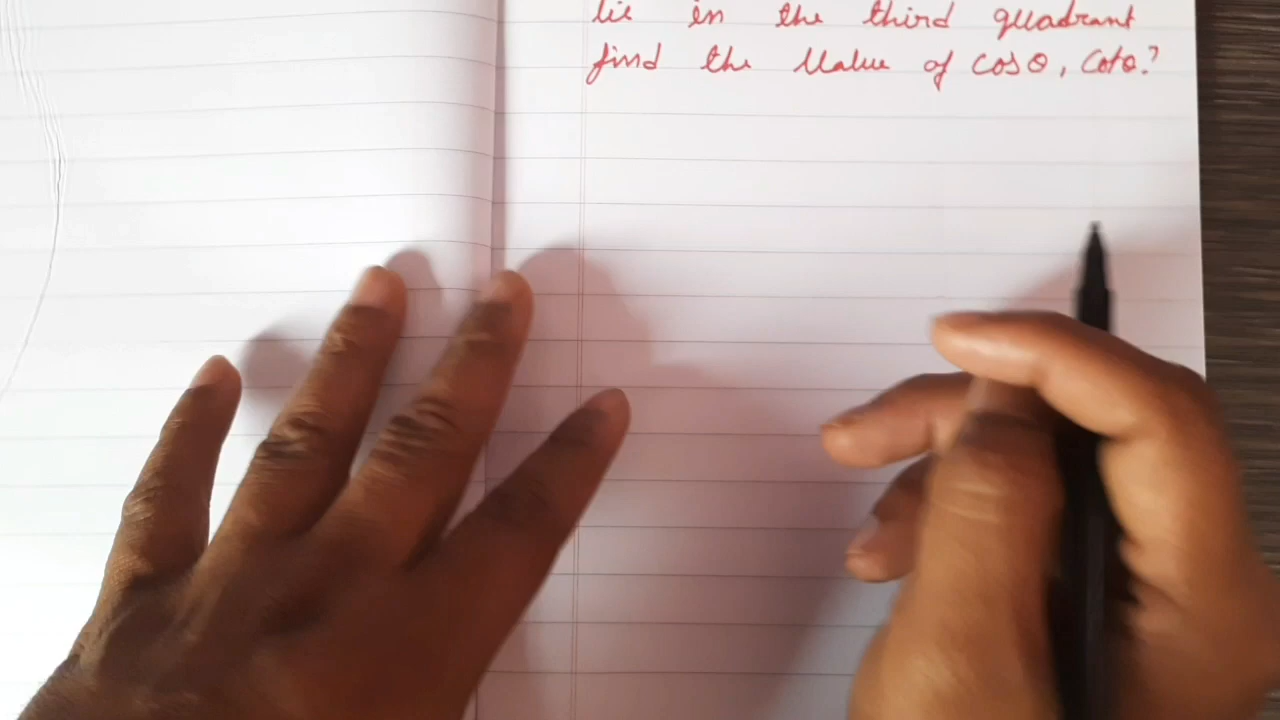 lie in the third quadrant
find the Value of cosθ, Cotθ.?